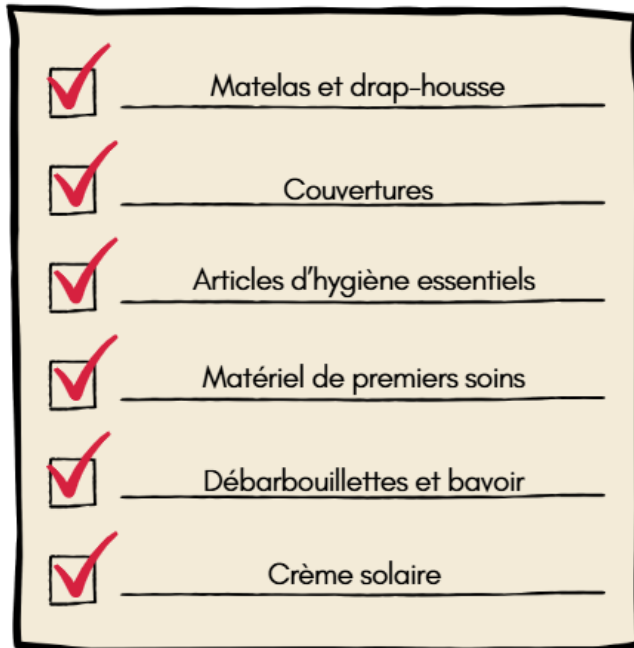 Matelas et drap-housse
Couvertures
Articles d'hygiène essentiels
Matériel de premiers soins
Débarbouillettes et bavoir
Crème solaire